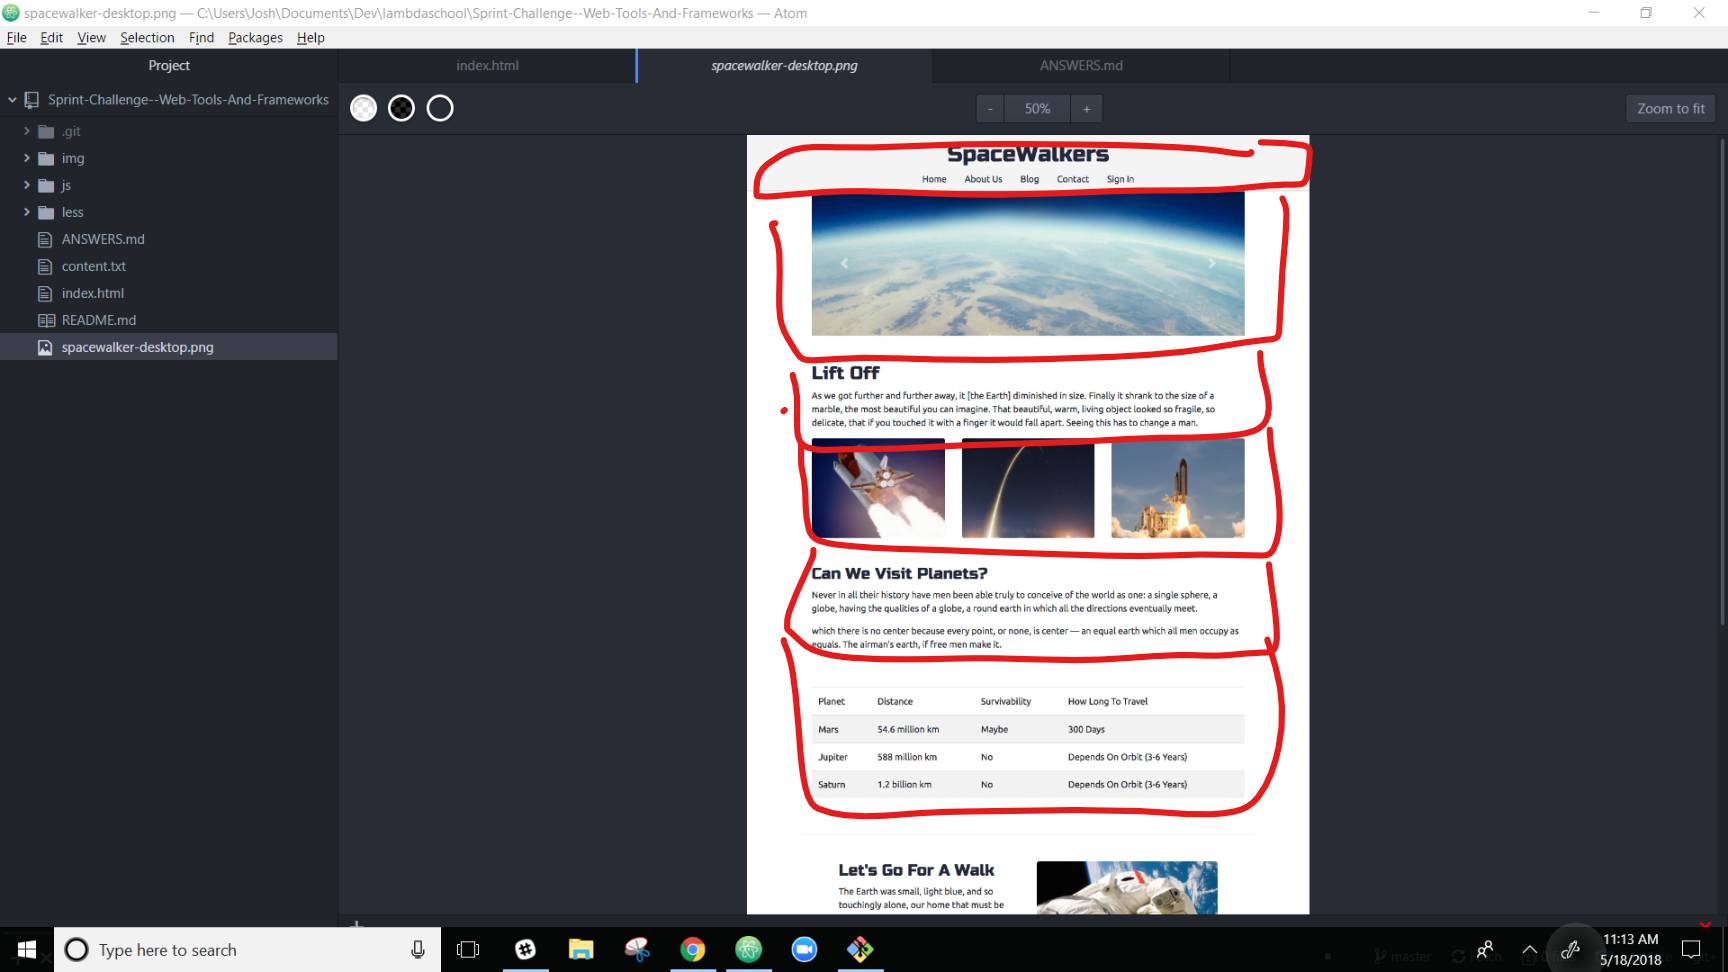 spacewalker-desktop.png — C:\Users\Josh\Documents\Dev\lambdaschool\Sprint-Challenge--Web-Tools-And-Frameworks — Atom
File Edit View Selection Find Packages Help
Project
index.html
spacewalker-desktop.png
ANSWERS.md
Sprint-Challenge--Web-Tools-And-Frameworks
.git
img
js
less
ANSWERS.md
content.txt
index.html
README.md
spacewalker-desktop.png
- 50% +
Zoom to fit
SpaceWalkers
Home About Us Blog Contact Sign In
Lift Off
As we got further and further away, it [the Earth] diminished in size. Finally it shrank to the size of a
marble, the most beautiful you can imagine. That beautiful, warm, living object looked so fragile, so
delicate, that if you touched it with a finger it would fall apart. Seeing this has to change a man.
Can We Visit Planets?
Never in all their history have men been able truly to conceive of the world as one: a single sphere, a
globe, having the qualities of a globe, a round earth in which all the directions eventually meet.
which there is no center because every point, or none, is center — an equal earth which all men occupy as
equals. The airman's earth, if free men make it.
Planet Distance Survivability How Long To Travel
Mars 54.6 million km Maybe 300 Days
Jupiter 588 million km No Depends On Orbit (3-6 Years)
Saturn 1.2 billion km No Depends On Orbit (3-6 Years)
Let's Go For A Walk
The Earth was small, light blue, and so
touchingly alone, our home that must be
Type here to search
master
11:13 AM
5/18/2018